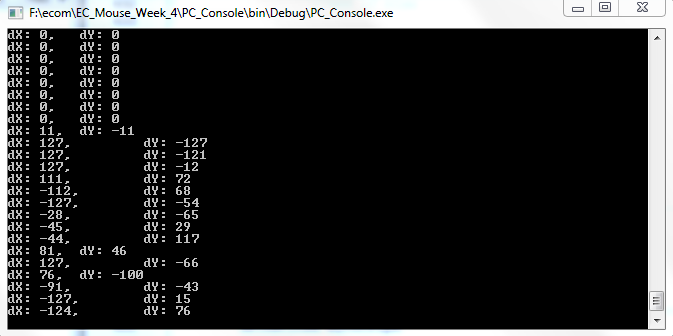 F:\ecom\EC_Mouse_Week_4\PC_Console\bin\Debug\PC_Console.exe
dX: 0, dY: 0
dX: 0, dY: 0
dX: 0, dY: 0
dX: 0, dY: 0
dX: 0, dY: 0
dX: 0, dY: 0
dX: 0, dY: 0
dX: 0, dY: 0
dX: 11, dY: -11
dX: 127, dY: -127
dX: 127, dY: -121
dX: 127, dY: -12
dX: 111, dY: 72
dX: -112, dY: 68
dX: -127, dY: -54
dX: -28, dY: -65
dX: -45, dY: 29
dX: -44, dY: 117
dX: 81, dY: 46
dX: 127, dY: -66
dX: 76, dY: -100
dX: -91, dY: -43
dX: -127, dY: 15
dX: -124, dY: 76